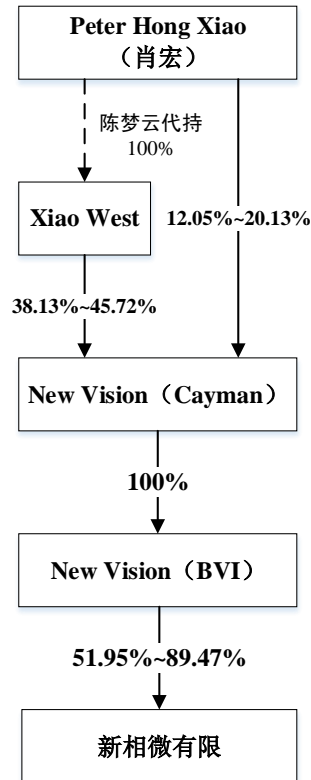 Peter Hong Xiao
（肖宏）
陈梦云代持
100%
Xiao West
12.05%~20.13%
38.13%~45.72%
New Vision（Cayman）
100%
New Vision（BVI）
51.95%~89.47%
新相微有限